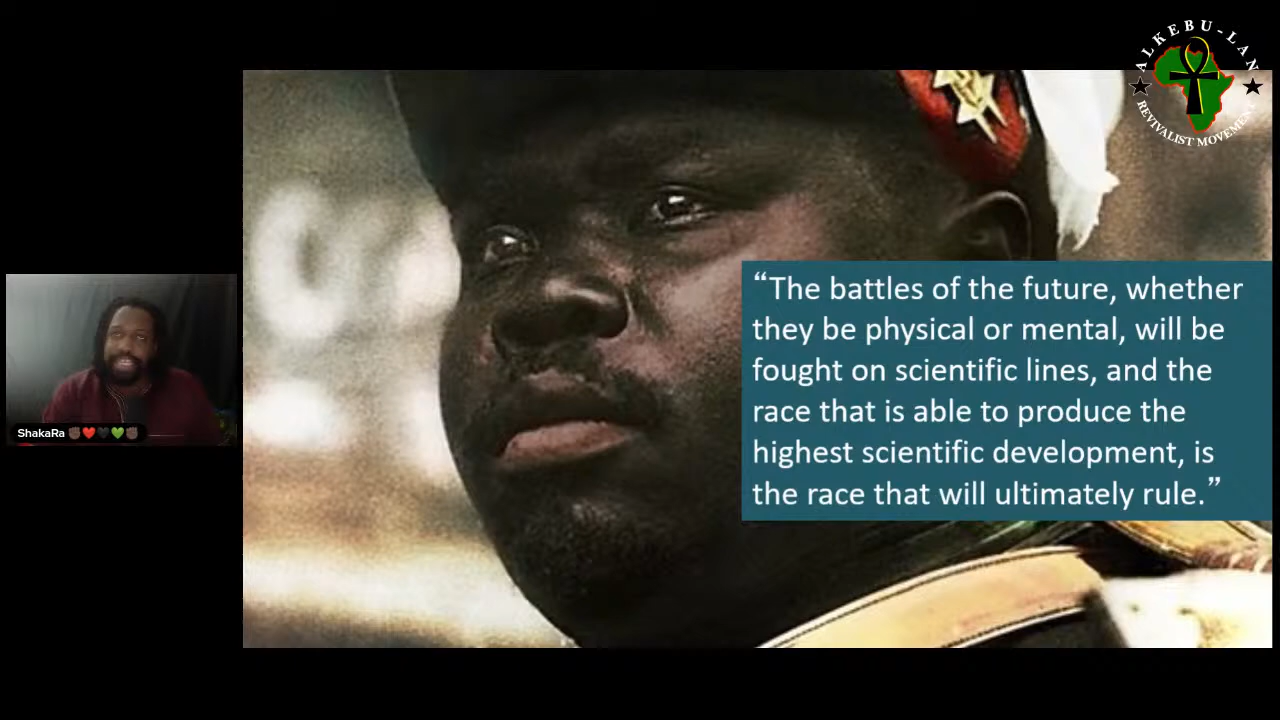 ALKEBU-LAN
REVIVALIST MOVEMENT
“The battles of the future, whether
they be physical or mental, will be
fought on scientific lines, and the
race that is able to produce the
highest scientific development, is
the race that will ultimately rule.”
ShakaRa ✊🏿❤️🖤💚✊🏿